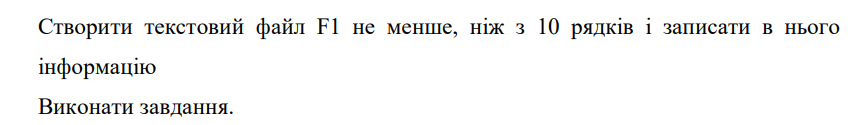 Створити текстовий файл F1 не менше, ніж з 10 рядків і записати в нього
інформацію
Виконати завдання.